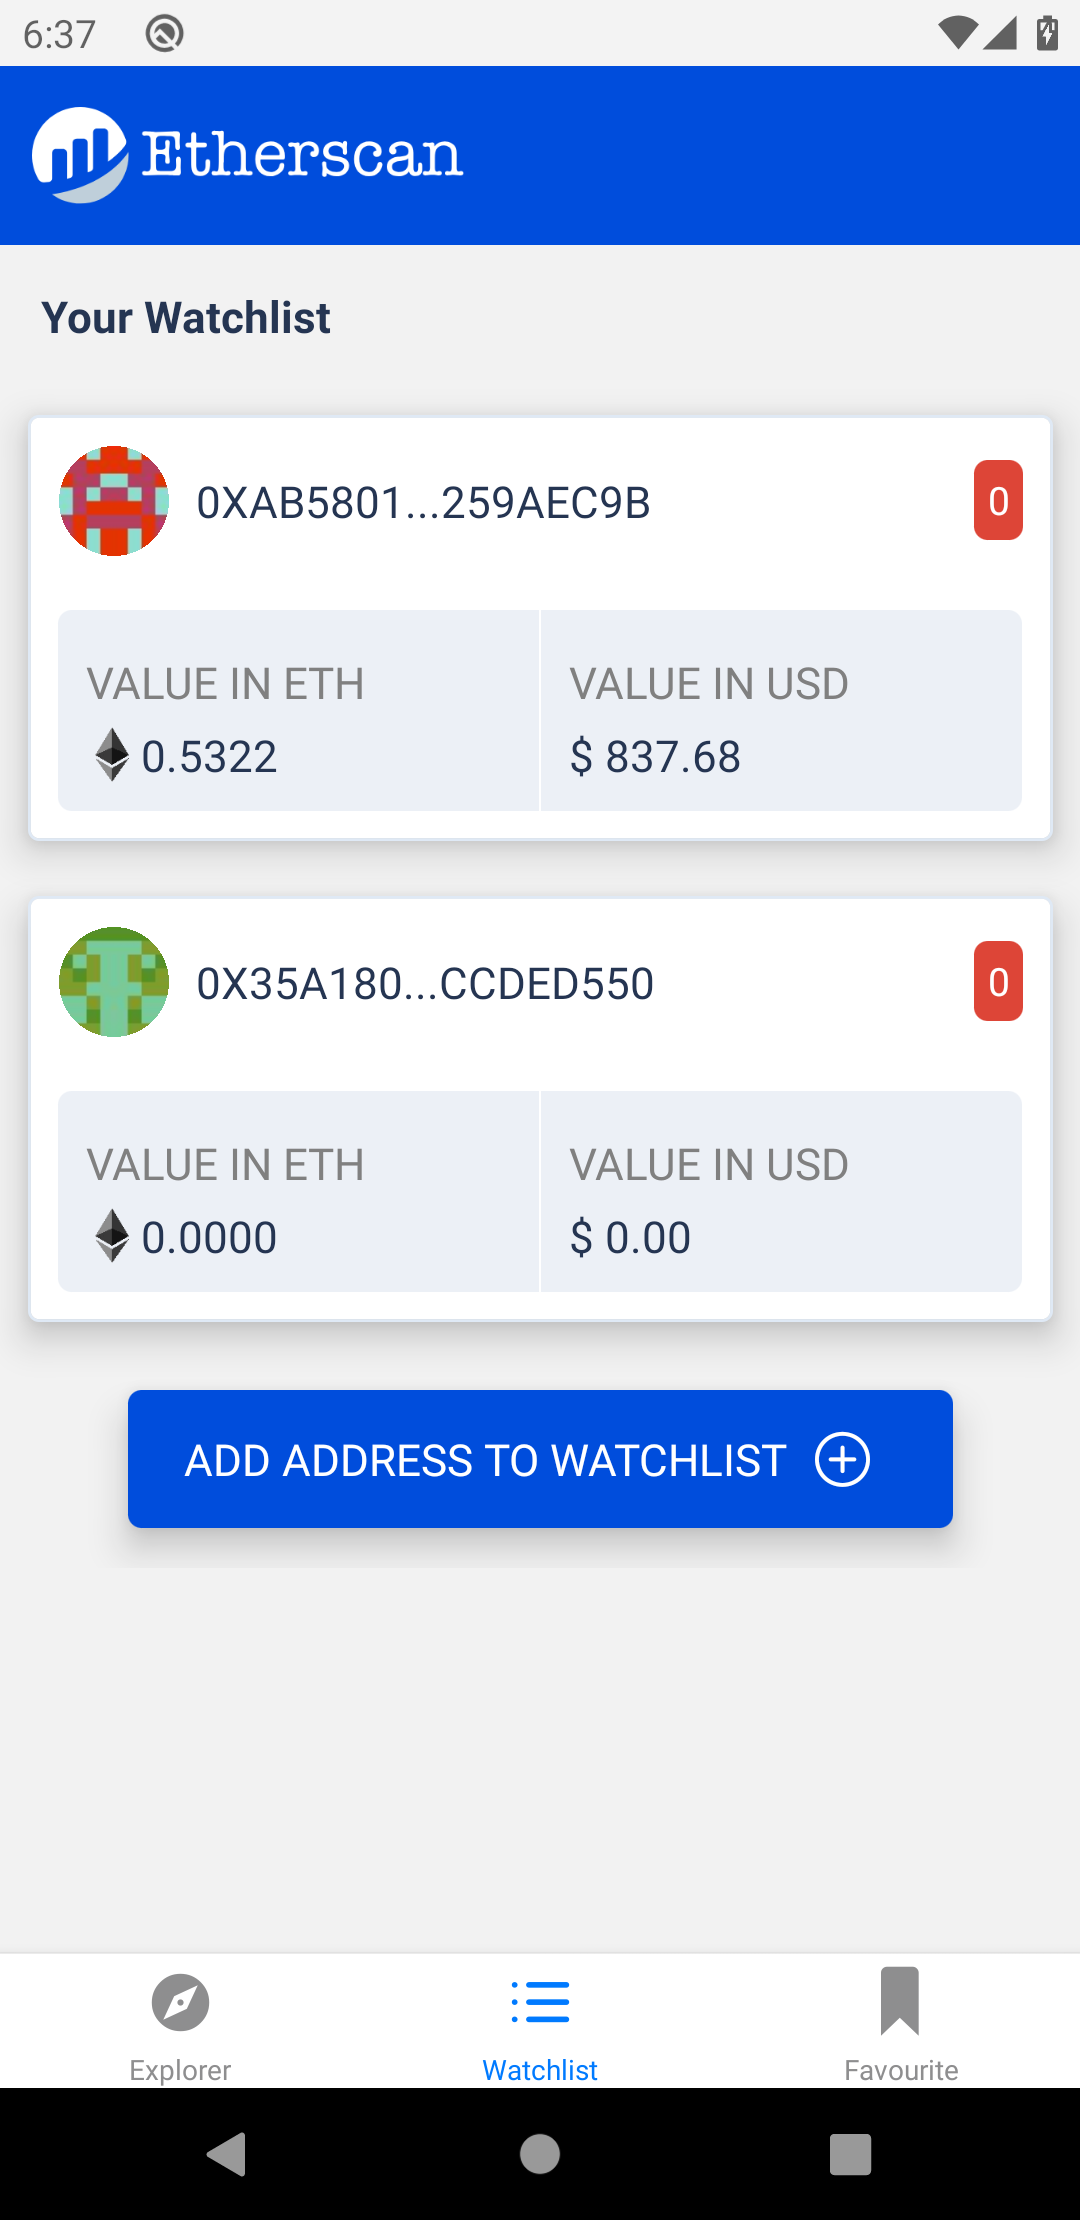 6:37
Etherscan
Your Watchlist
0XAB5801...259AEC9B
0
VALUE IN ETH
VALUE IN USD
0.5322
$ 837.68
0X35A180...CCDED550
0
VALUE IN ETH
VALUE IN USD
0.0000
$ 0.00
ADD ADDRESS TO WATCHLIST
Explorer
Watchlist
Favourite